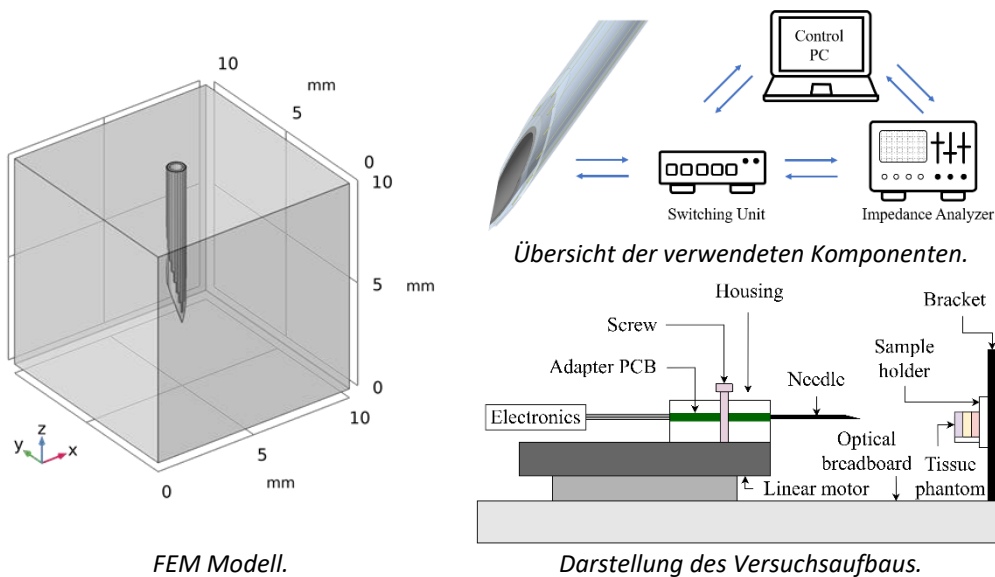 10
mm
5
0
10
5
mm
0
10
5
mm
0
z
y
x
FEM Modell.
Control
PC
Switching Unit
Impedance Analyzer
Übersicht der verwendeten Komponenten.
Housing
Bracket
Screw
Sample
holder
Adapter PCB
Needle
Electronics
Optical
breadboard
Tissue
phantom
Linear motor
Darstellung des Versuchsaufbaus.